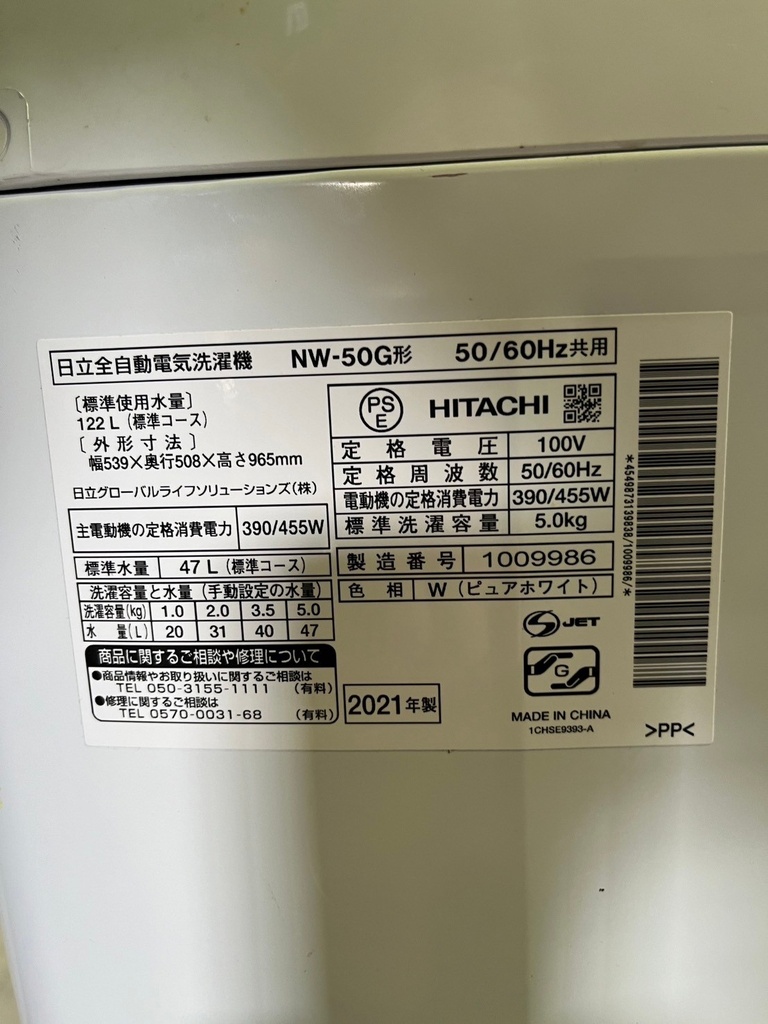 日立全自動電気洗濯機 NW-50G形 50/60Hz共用
〔標準使用水量〕
122 L (標準コース)
〔外形寸法〕
幅539×奥行508×高さ965mm
日立グローバルライフソリューションズ(株)
主電動機の定格消費電力 390/455W
標準水量 47 L (標準コース)
洗濯容量と水量 (手動設定の水量)
洗濯容量(kg) 1.0 2.0 3.5 5.0
水 量(L) 20 31 40 47
商品に関するご相談や修理について
●商品情報やお取り扱いに関するご相談は
TEL 050-3155-1111 (有料)
●修理に関するご相談は
TEL 0570-0031-68 (有料)
PS
E
HITACHI
定格電圧 100V
定格周波数 50/60Hz
電動機の定格消費電力 390/455W
標準洗濯容量 5.0kg
製造番号 1009986
色相 W (ピュアホワイト)
S JET
G
2021年製
MADE IN CHINA
1CHSE9393-A
>PP<
*4549873139838/1009986/*